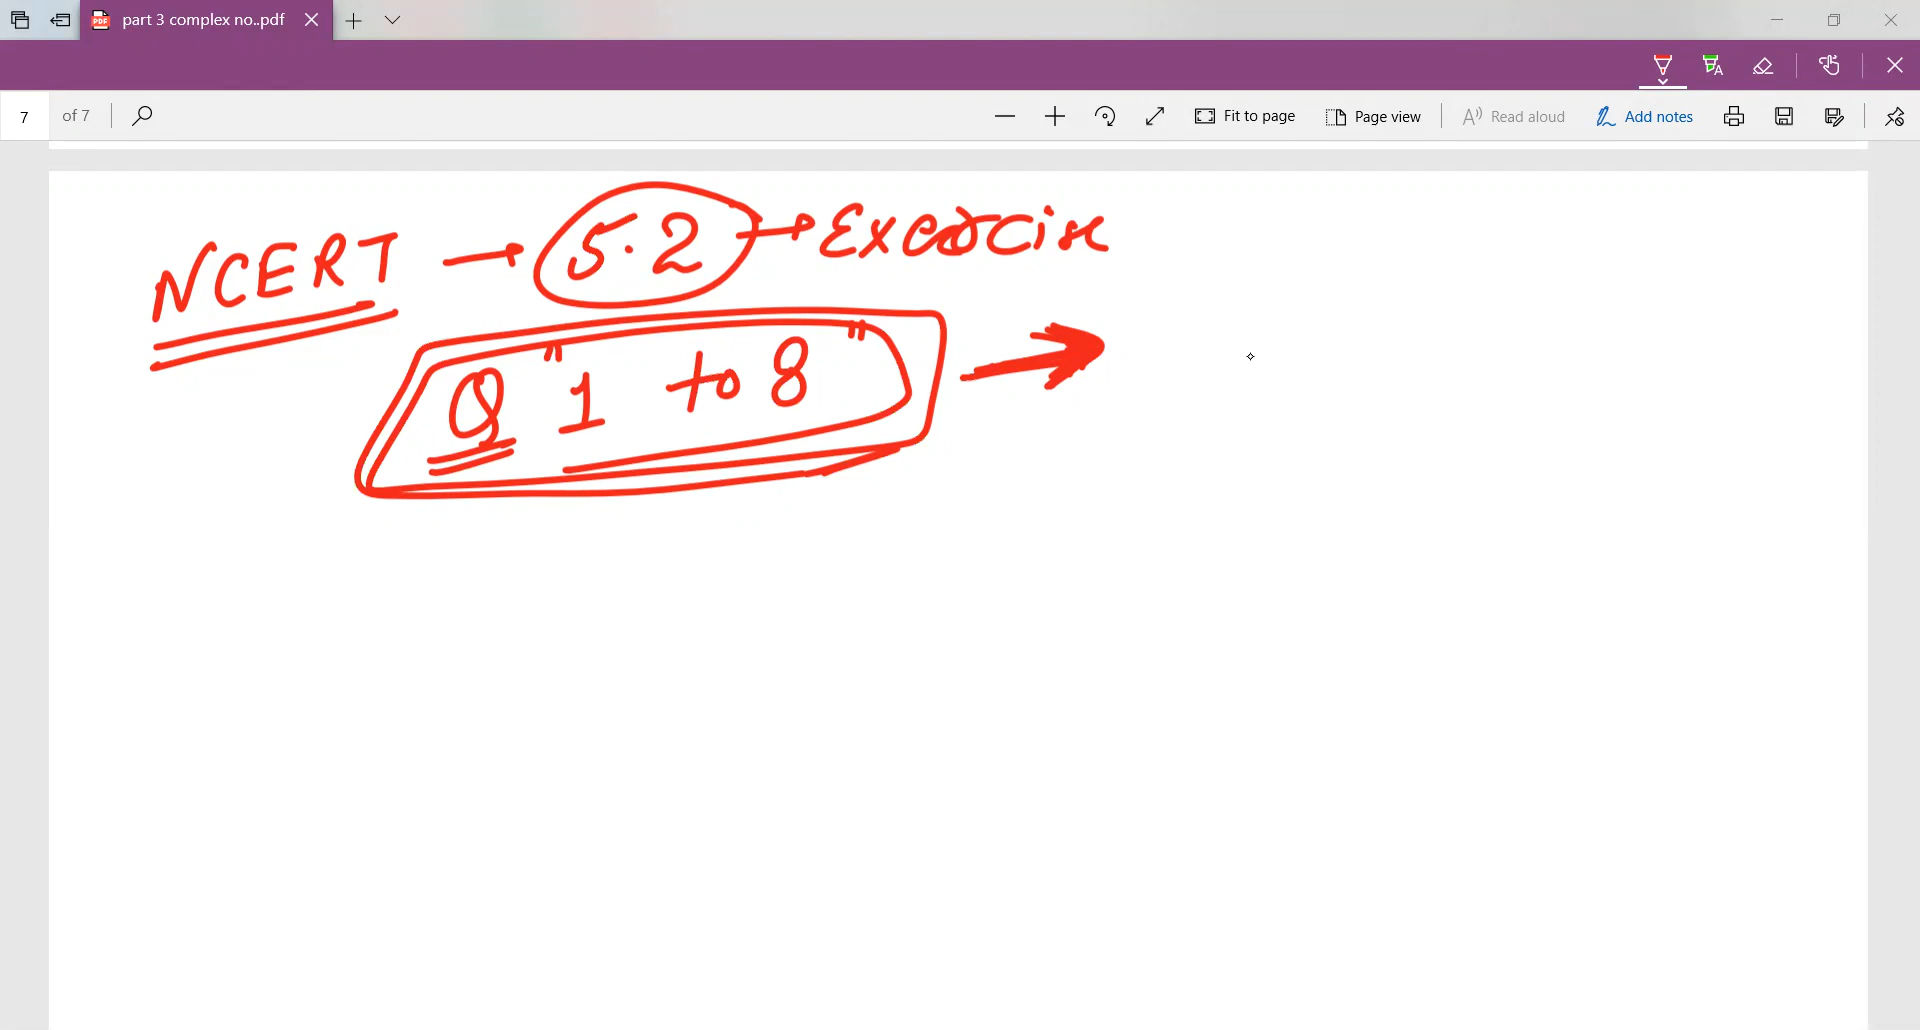 part 3 complex no..pdf
7 of 7
Fit to page
Page view
Read aloud
Add notes
NCERT → 5.2 → Exercise
Q "1 to 8" →